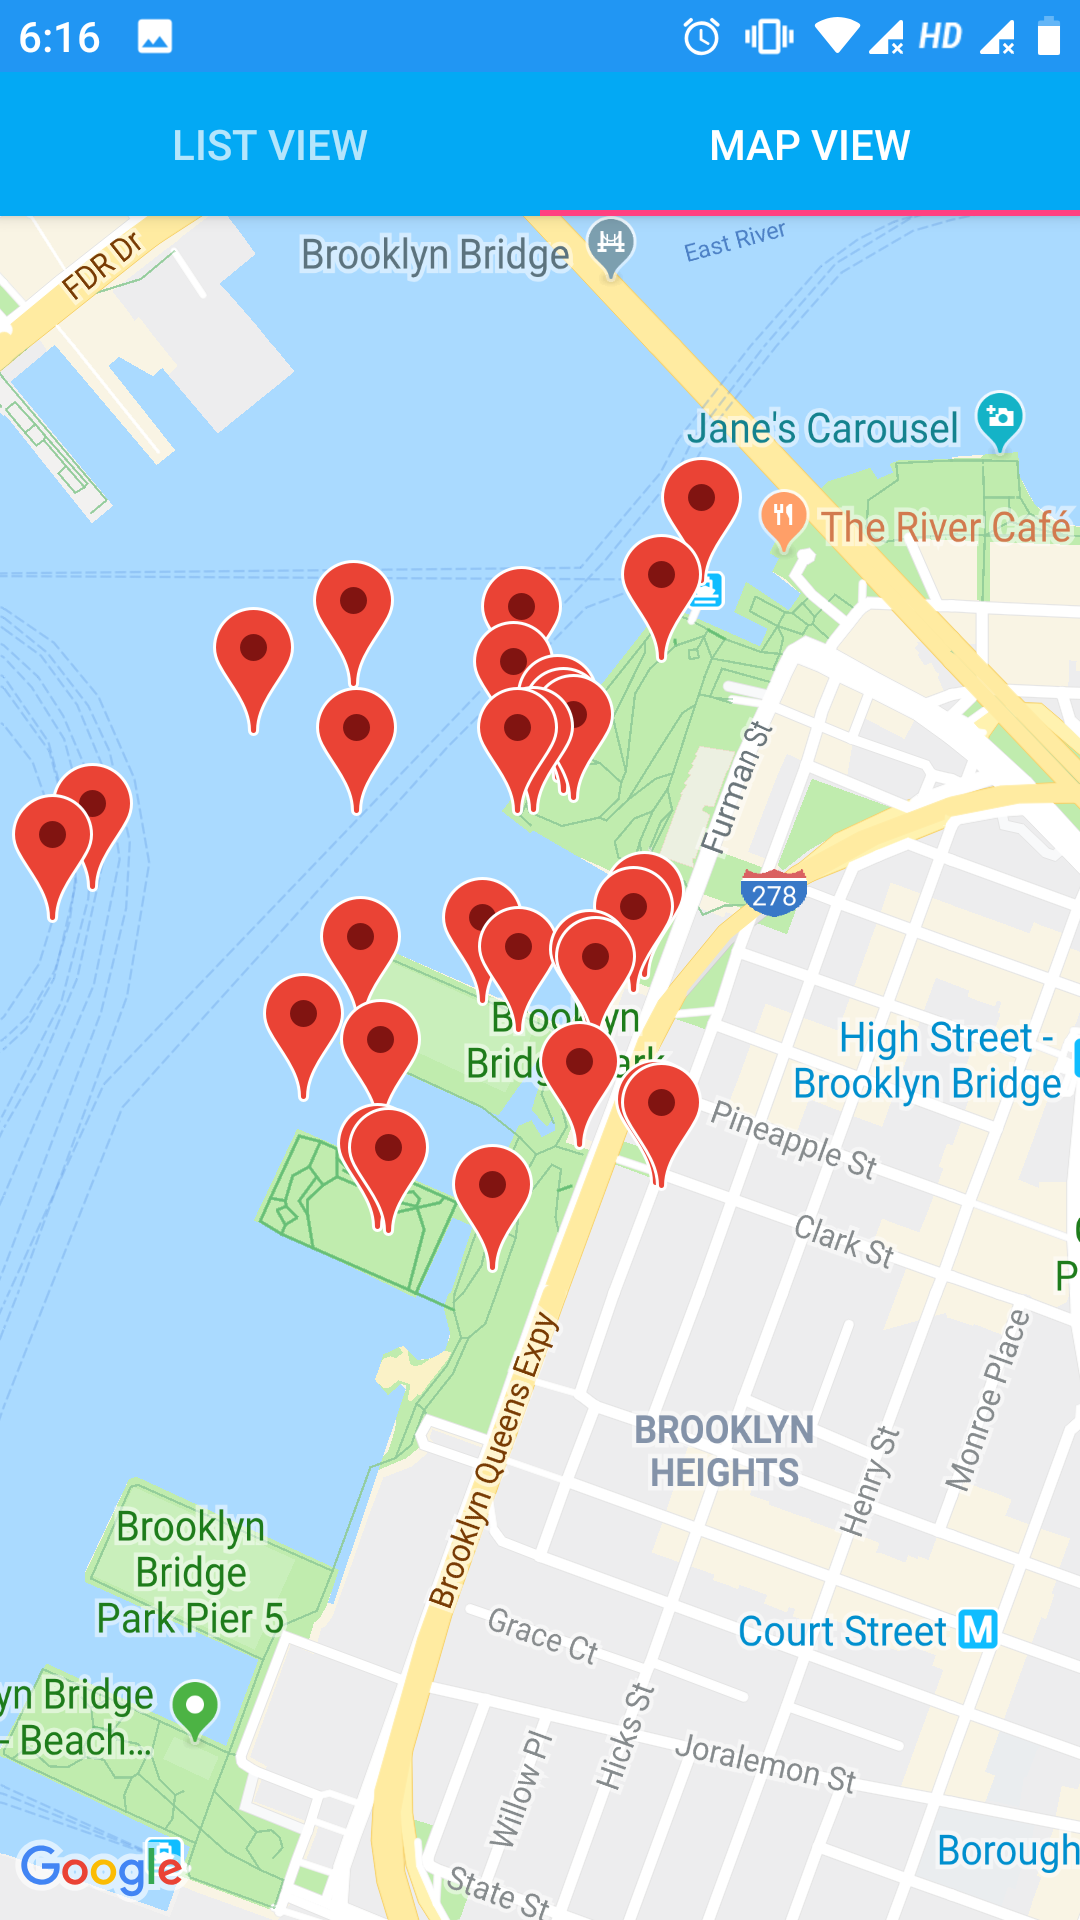 6:16
HD
LIST VIEW
MAP VIEW
FDR Dr
Brooklyn Bridge
East River
Jane's Carousel
The River Café
Furman St
278
Brooklyn
High Street -
Brooklyn Bridge
Pineapple St
Clark St
P
Monroe Place
Brooklyn Queens Expy
BROOKLYN
HEIGHTS
Henry St
Brooklyn
Bridge
Park Pier 5
Grace Ct
Court Street M
yn Bridge
- Beach...
Hicks St
Willow Pl
Joralemon St
Borough
Google
State St